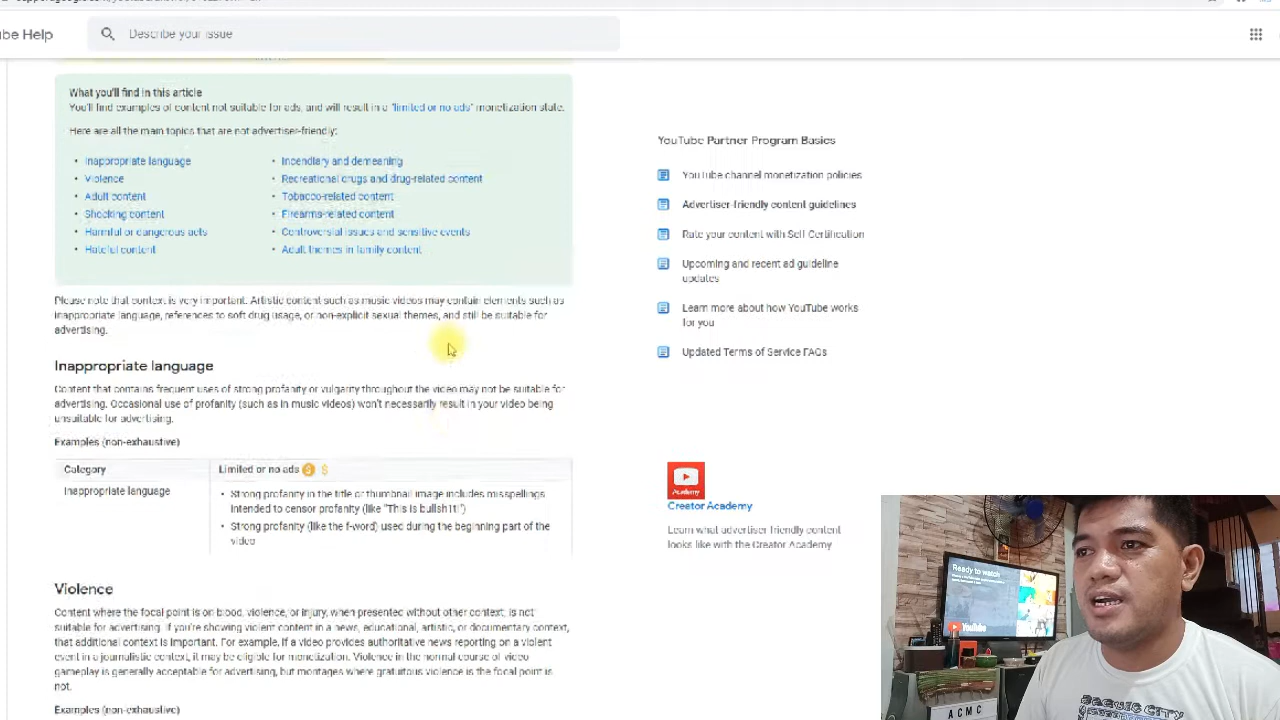 be Help
Describe your issue
What you'll find in this article
You'll find examples of content not suitable for ads, and will result in a "limited or no ads" monetization state.
Here are all the main topics that are not advertiser-friendly:
• Inappropriate language
• Violence
• Adult content
• Shocking content
• Harmful or dangerous acts
• Hateful content
• Incendiary and demeaning
• Recreational drugs and drug-related content
• Tobacco-related content
• Firearms-related content
• Controversial issues and sensitive events
• Adult themes in family content
Please note that context is very important. Artistic content such as music videos may contain elements such as
inappropriate language, references to soft drug usage, or non-explicit sexual themes, and still be suitable for
advertising.
Inappropriate language
Content that contains frequent uses of strong profanity or vulgarity throughout the video may not be suitable for
advertising. Occasional use of profanity (such as in music videos) won't necessarily result in your video being
unsuitable for advertising.
Examples (non-exhaustive)
Category
Limited or no ads
Inappropriate language
• Strong profanity in the title or thumbnail image includes misspellings
intended to censor profanity (like "This is bullsh1t!")
• Strong profanity (like the f-word) used during the beginning part of the
video
Violence
Content where the focal point is on blood, violence, or injury, when presented without other context, is not
suitable for advertising. If you're showing violent content in a news, educational, artistic, or documentary context,
that additional context is important. For example, if a video provides authoritative news reporting on a violent
event in a journalistic context, it may be eligible for monetization. Violence in the normal course of video
gameplay is generally acceptable for advertising, but montages where gratuitous violence is the focal point is
not.
Examples (non-exhaustive)
YouTube Partner Program Basics
YouTube channel monetization policies
Advertiser-friendly content guidelines
Rate your content with Self-Certification
Upcoming and recent ad guideline
updates
Learn more about how YouTube works
for you
Updated Terms of Service FAQs
Academy
Creator Academy
Learn what advertiser friendly content
looks like with the Creator Academy
Ready to watch
YouTube
ACMC